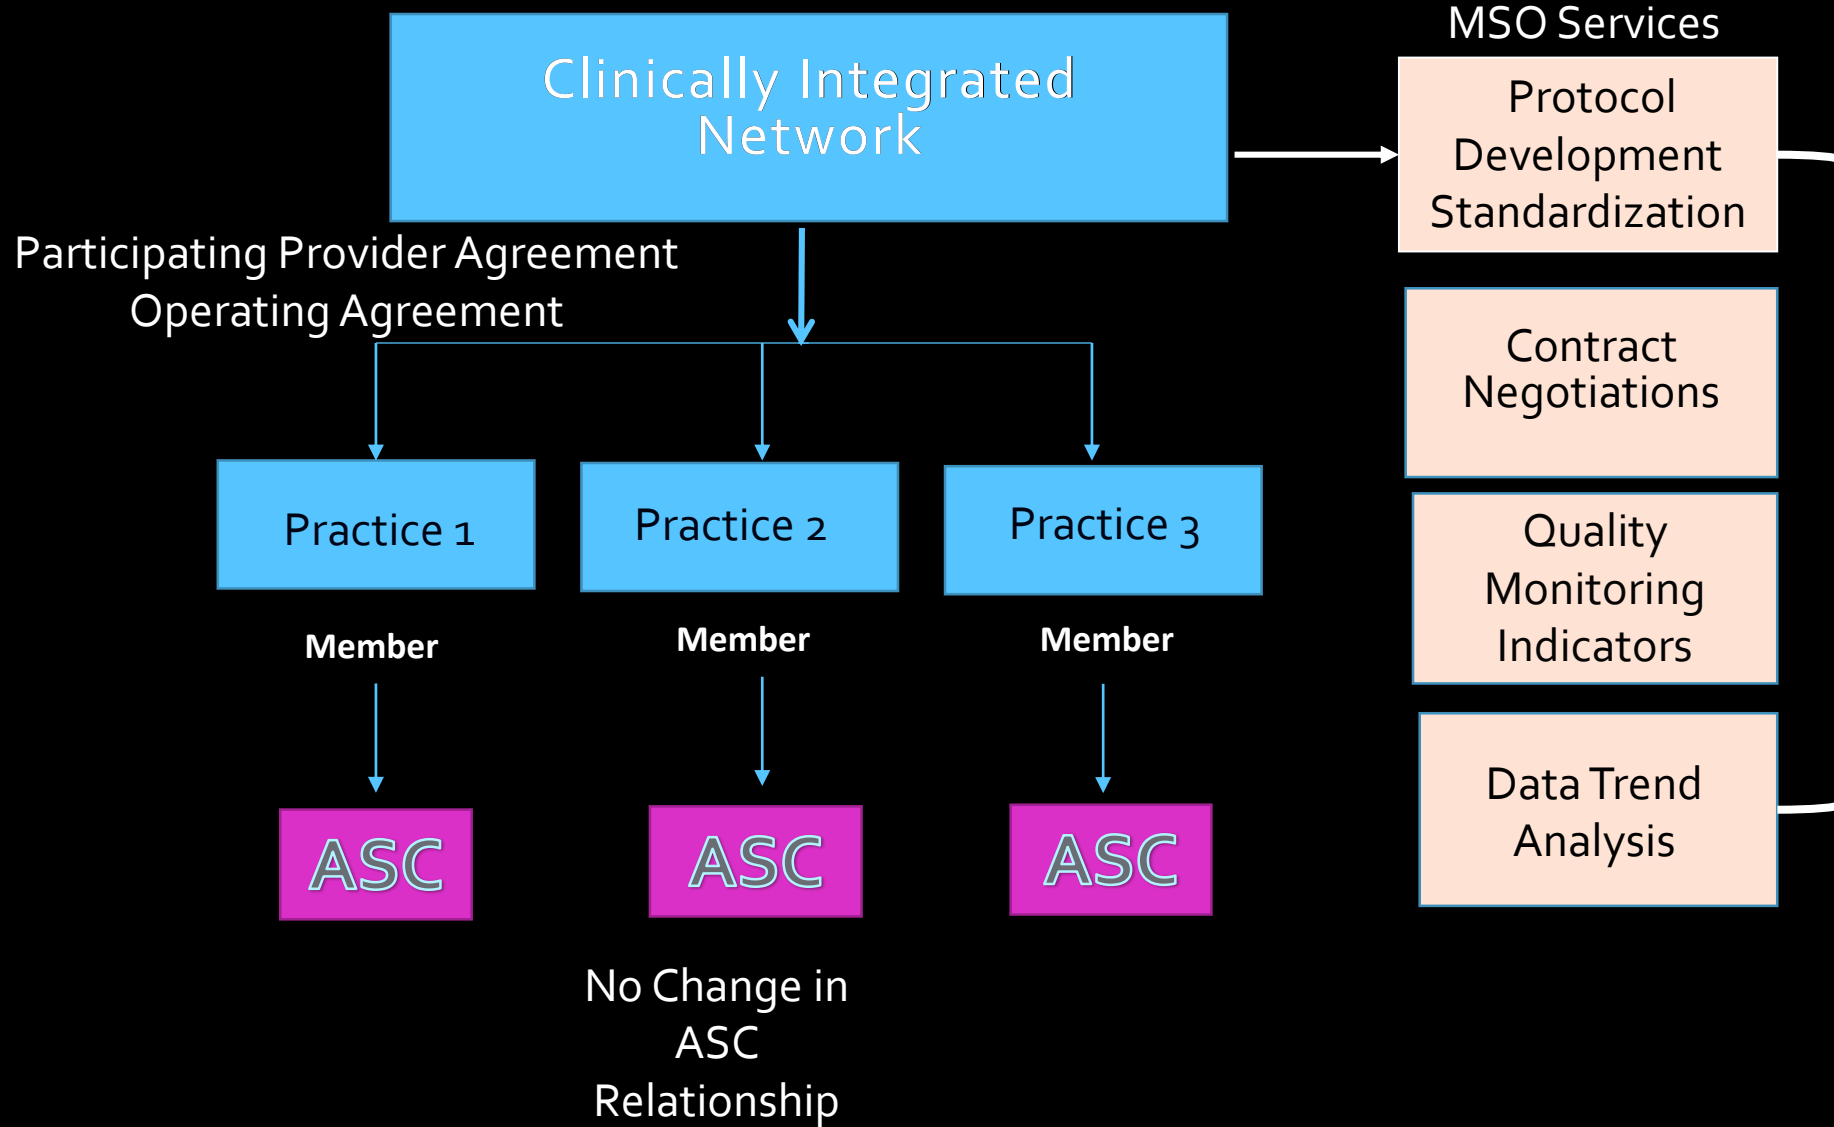 MSO Services
Clinically Integrated
Network
Protocol
Development
Standardization
Participating Provider Agreement
Operating Agreement
Contract
Negotiations
Practice 1
Practice 2
Practice 3
Quality
Monitoring
Indicators
Member
Member
Member
Data Trend
Analysis
ASC
ASC
ASC
No Change in
ASC
Relationship